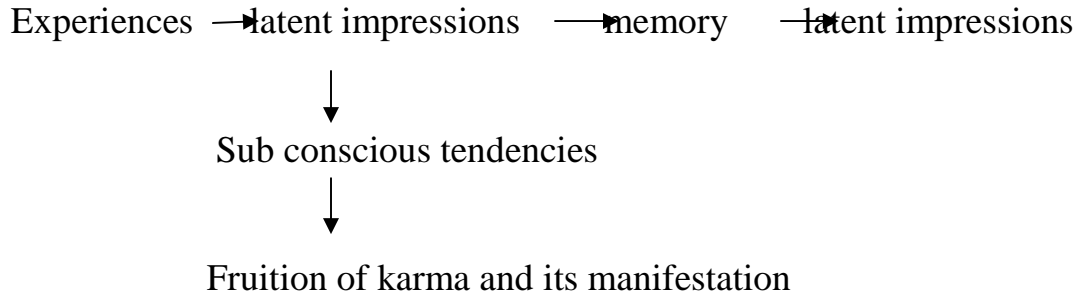 Experiences latent impressions memory latent impressions
Sub conscious tendencies
Fruition of karma and its manifestation